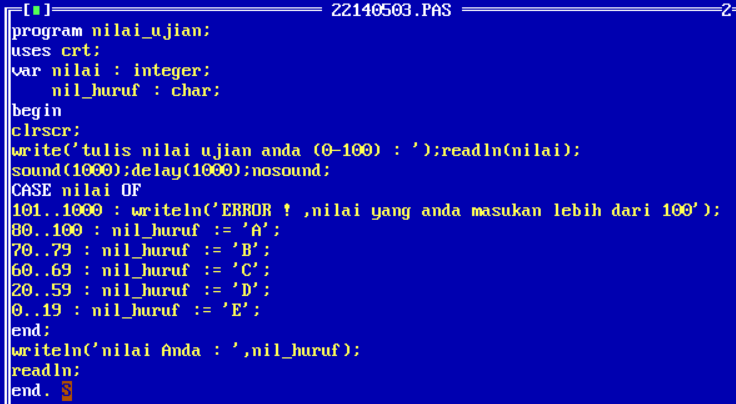 22140503.PAS 2
program nilai_ujian;
uses crt;
var nilai : integer;
    nil_huruf : char;
begin
clrscr;
write('tulis nilai ujian anda (0-100) : ');readln(nilai);
sound(1000);delay(1000);nosound;
CASE nilai OF
101..1000 : writeln('ERROR ! ,nilai yang anda masukan lebih dari 100');
80..100 : nil_huruf := 'A';
70..79 : nil_huruf := 'B';
60..69 : nil_huruf := 'C';
20..59 : nil_huruf := 'D';
0..19 : nil_huruf := 'E';
end;
writeln('nilai Anda : ',nil_huruf);
readln;
end. S